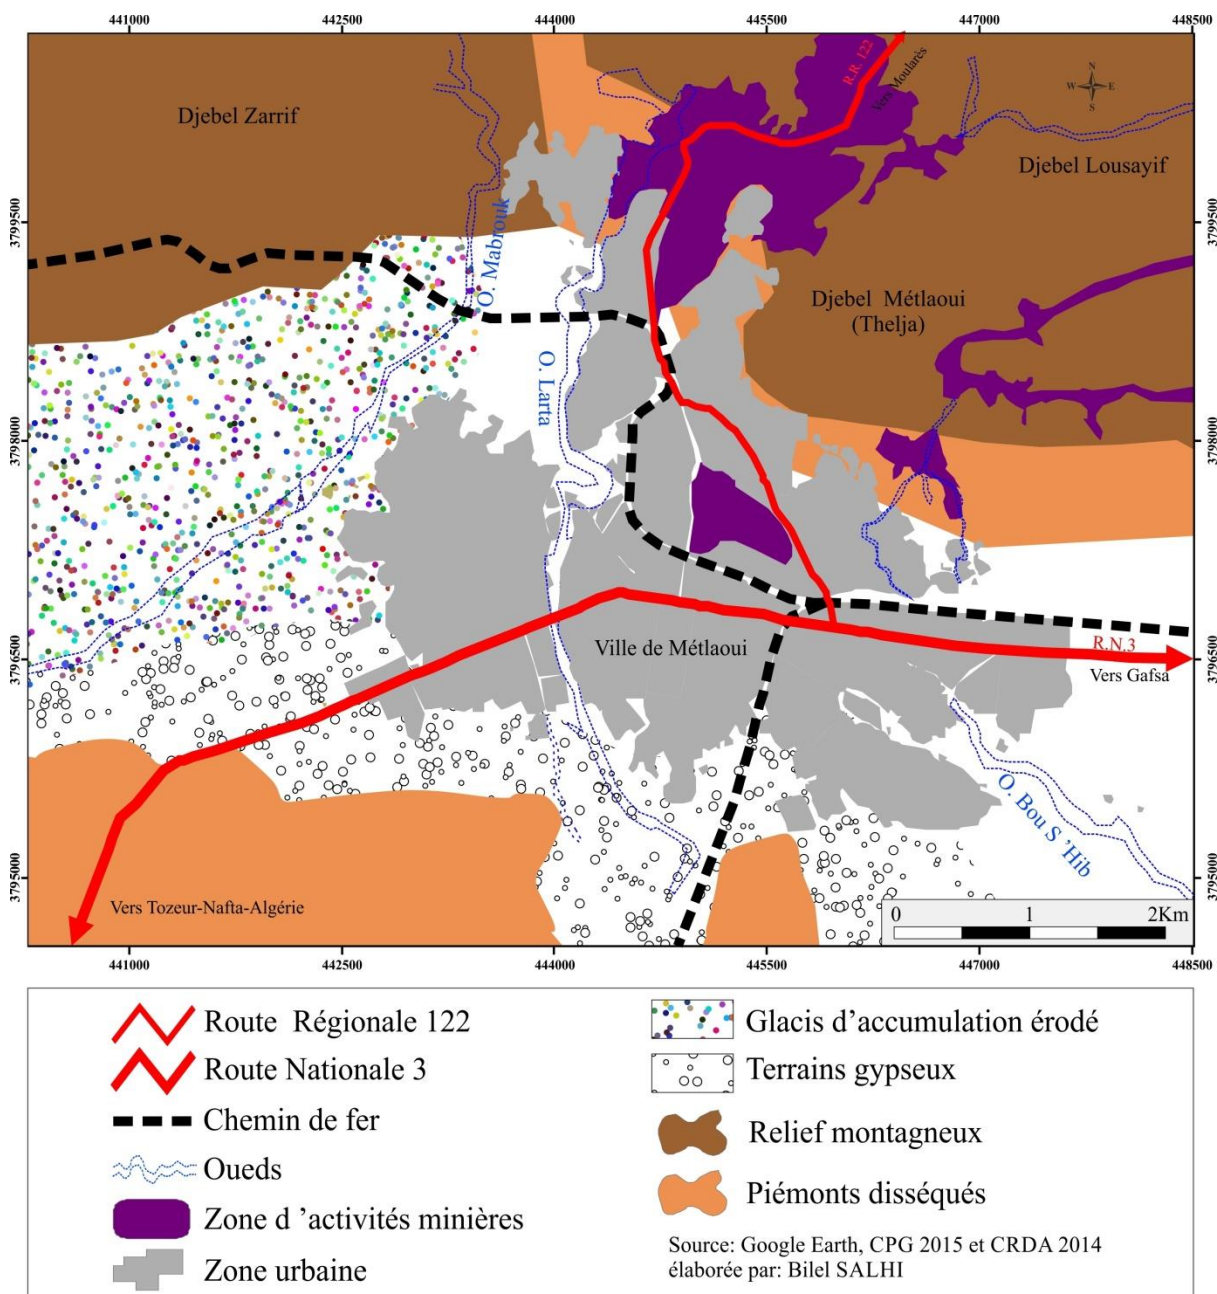 441000 442500 444000 445500 447000 448500
R.R. 122
Vers Moularès
N
W E
S
Djebel Zarrif
Djebel Lousayif
3799500 3799500
O. Mabrouk
Djebel Métlaoui
(Thelja)
O. Larta
3798000 3798000
Ville de Métlaoui
R.N.3
3796500 3796500
Vers Gafsa
O. Bou S ’Hib
3795000 3795000
Vers Tozeur-Nafta-Algérie
0 1 2Km
441000 442500 444000 445500 447000 448500
Route Régionale 122
Route Nationale 3
Chemin de fer
Oueds
Zone d ’activités minières
Zone urbaine
Glacis d’accumulation érodé
Terrains gypseux
Relief montagneux
Piémonts disséqués
Source: Google Earth, CPG 2015 et CRDA 2014
élaborée par: Bilel SALHI